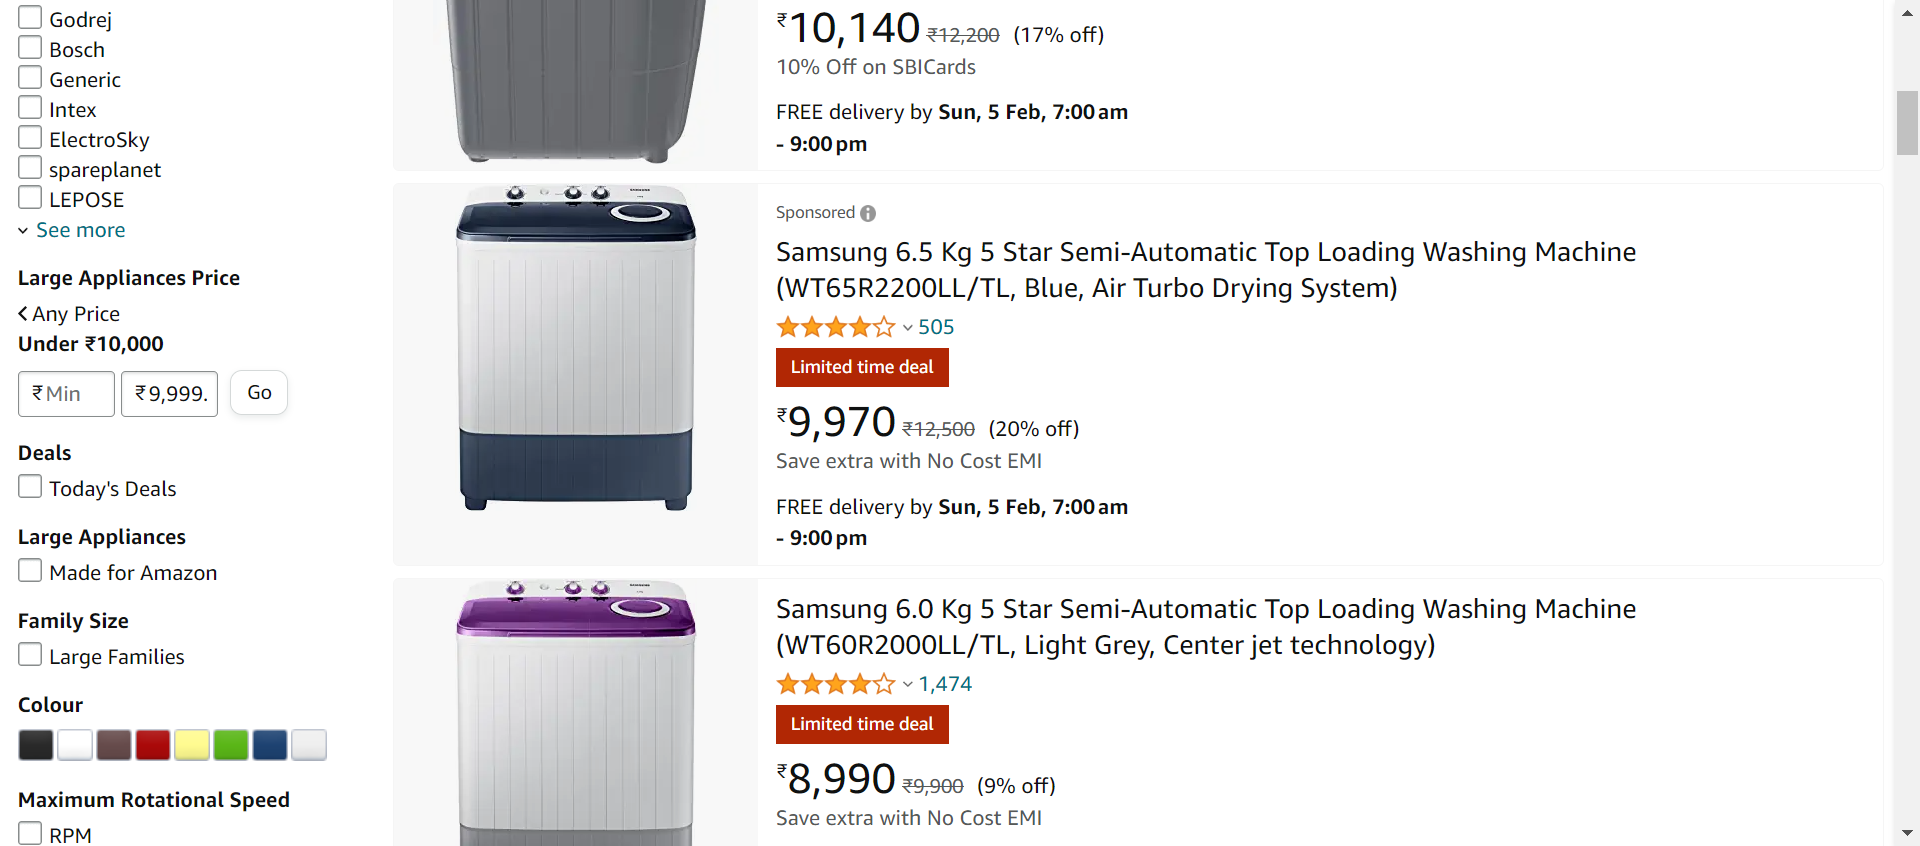 Godrej
Bosch
Generic
Intex
ElectroSky
spareplanet
LEPOSE
See more
Large Appliances Price
Any Price
Under ₹10,000
₹ Min ₹ 9,999. Go
Deals
Today's Deals
Large Appliances
Made for Amazon
Family Size
Large Families
Colour
Maximum Rotational Speed
RPM
₹10,140 ₹12,200 (17% off)
10% Off on SBICards
FREE delivery by Sun, 5 Feb, 7:00 am
- 9:00 pm
SAMSUNG
Sponsored
Samsung 6.5 Kg 5 Star Semi-Automatic Top Loading Washing Machine
(WT65R2200LL/TL, Blue, Air Turbo Drying System)
505
Limited time deal
₹9,970 ₹12,500 (20% off)
Save extra with No Cost EMI
FREE delivery by Sun, 5 Feb, 7:00 am
- 9:00 pm
SAMSUNG
Samsung 6.0 Kg 5 Star Semi-Automatic Top Loading Washing Machine
(WT60R2000LL/TL, Light Grey, Center jet technology)
1,474
Limited time deal
₹8,990 ₹9,900 (9% off)
Save extra with No Cost EMI